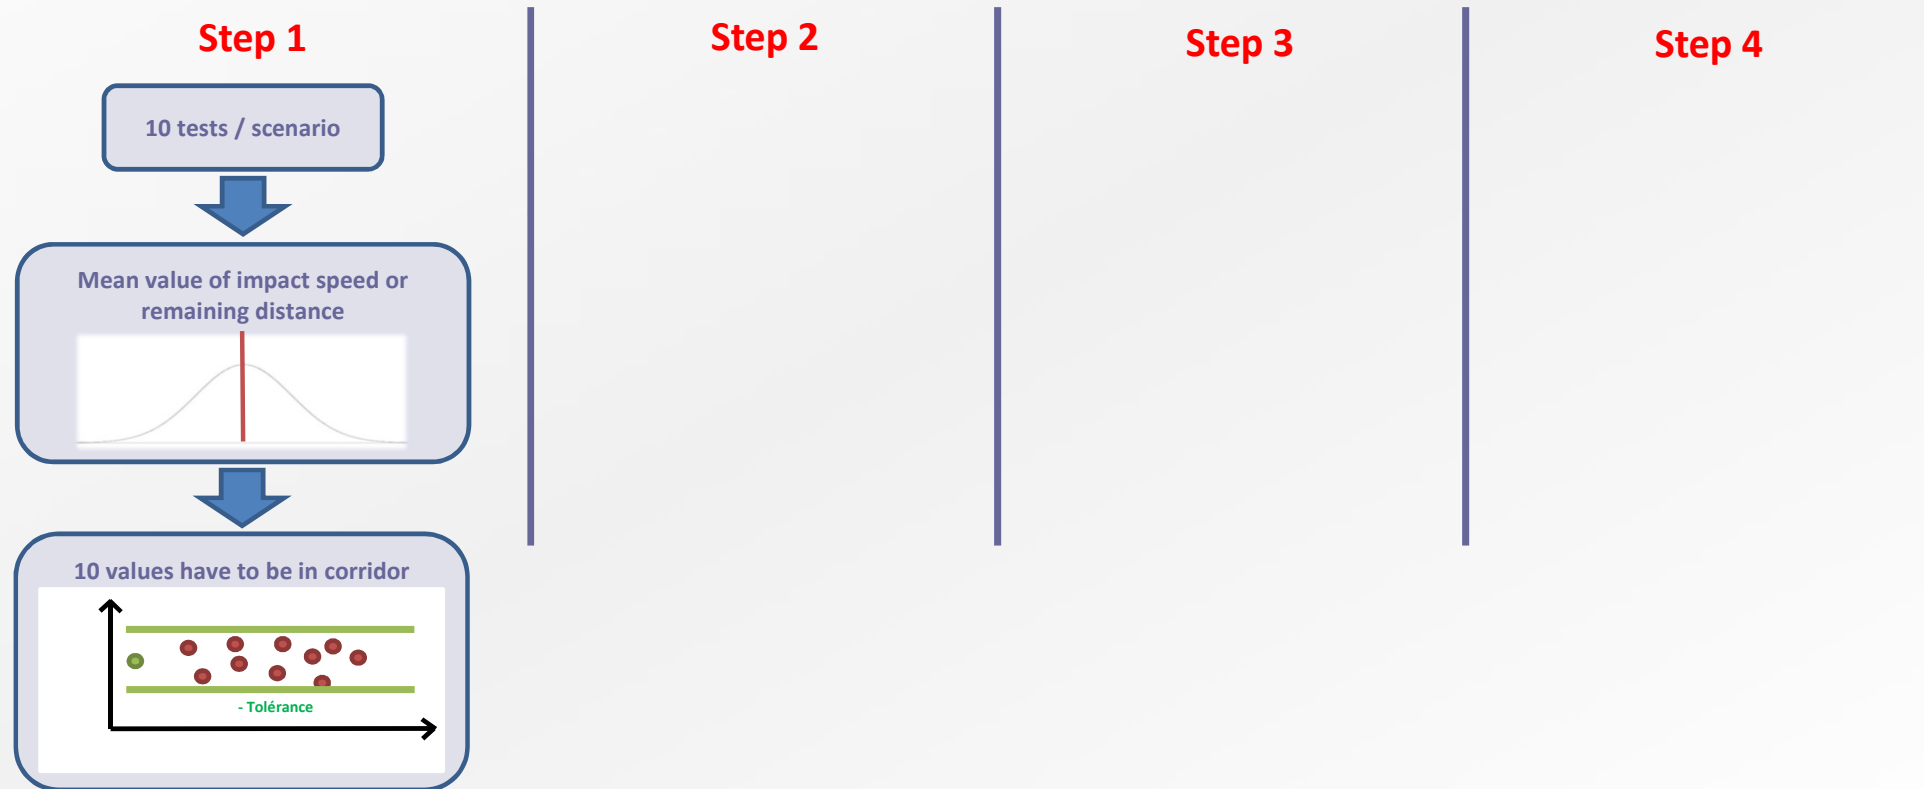 Step 1
10 tests / scenario
Mean value of impact speed or
remaining distance
10 values have to be in corridor
- Tolérance
Step 2
Step 3
Step 4